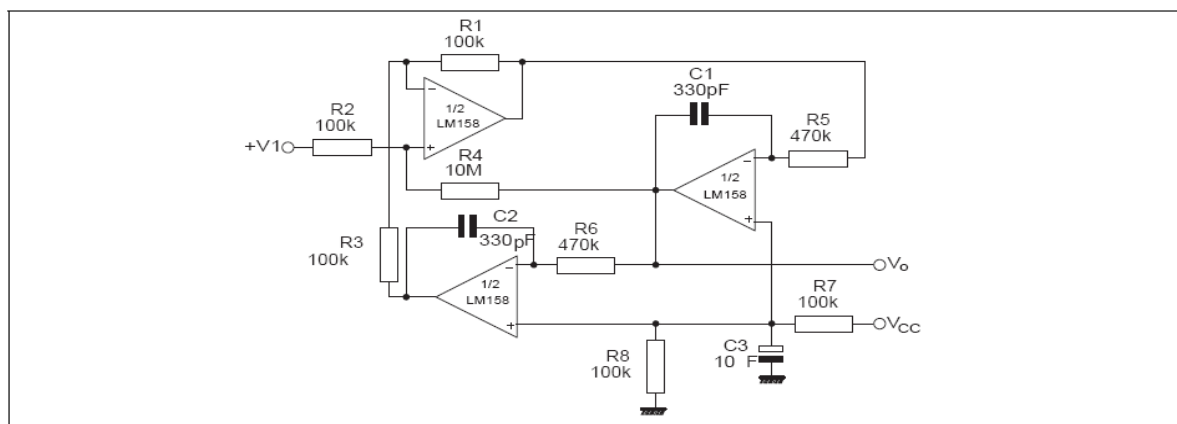 R1
100k
C1
330pF
R2
100k
1/2
LM158
R5
470k
+V1
R4
10M
1/2
LM158
C2
330pF
R6
470k
R3
100k
1/2
LM158
Vo
R7
100k
VCC
R8
100k
C3
10 F